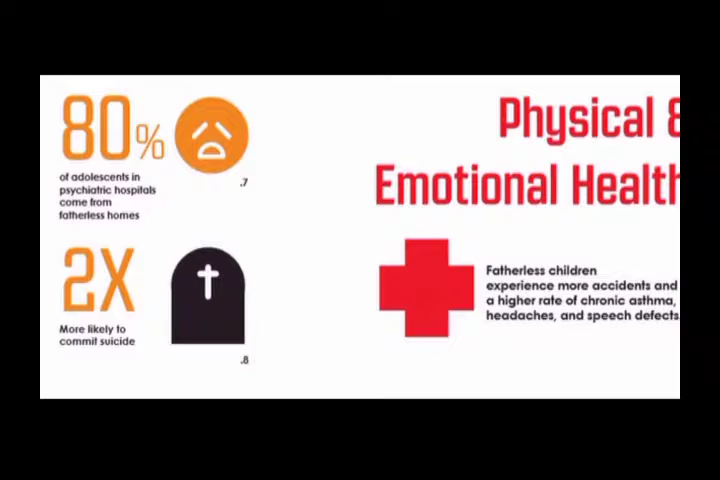 80%
of adolescents in
psychiatric hospitals
come from
fatherless homes
.7
2X
More likely to
commit suicide
.8
Physical &
Emotional Health
Fatherless children
experience more accidents and
a higher rate of chronic asthma,
headaches, and speech defects.